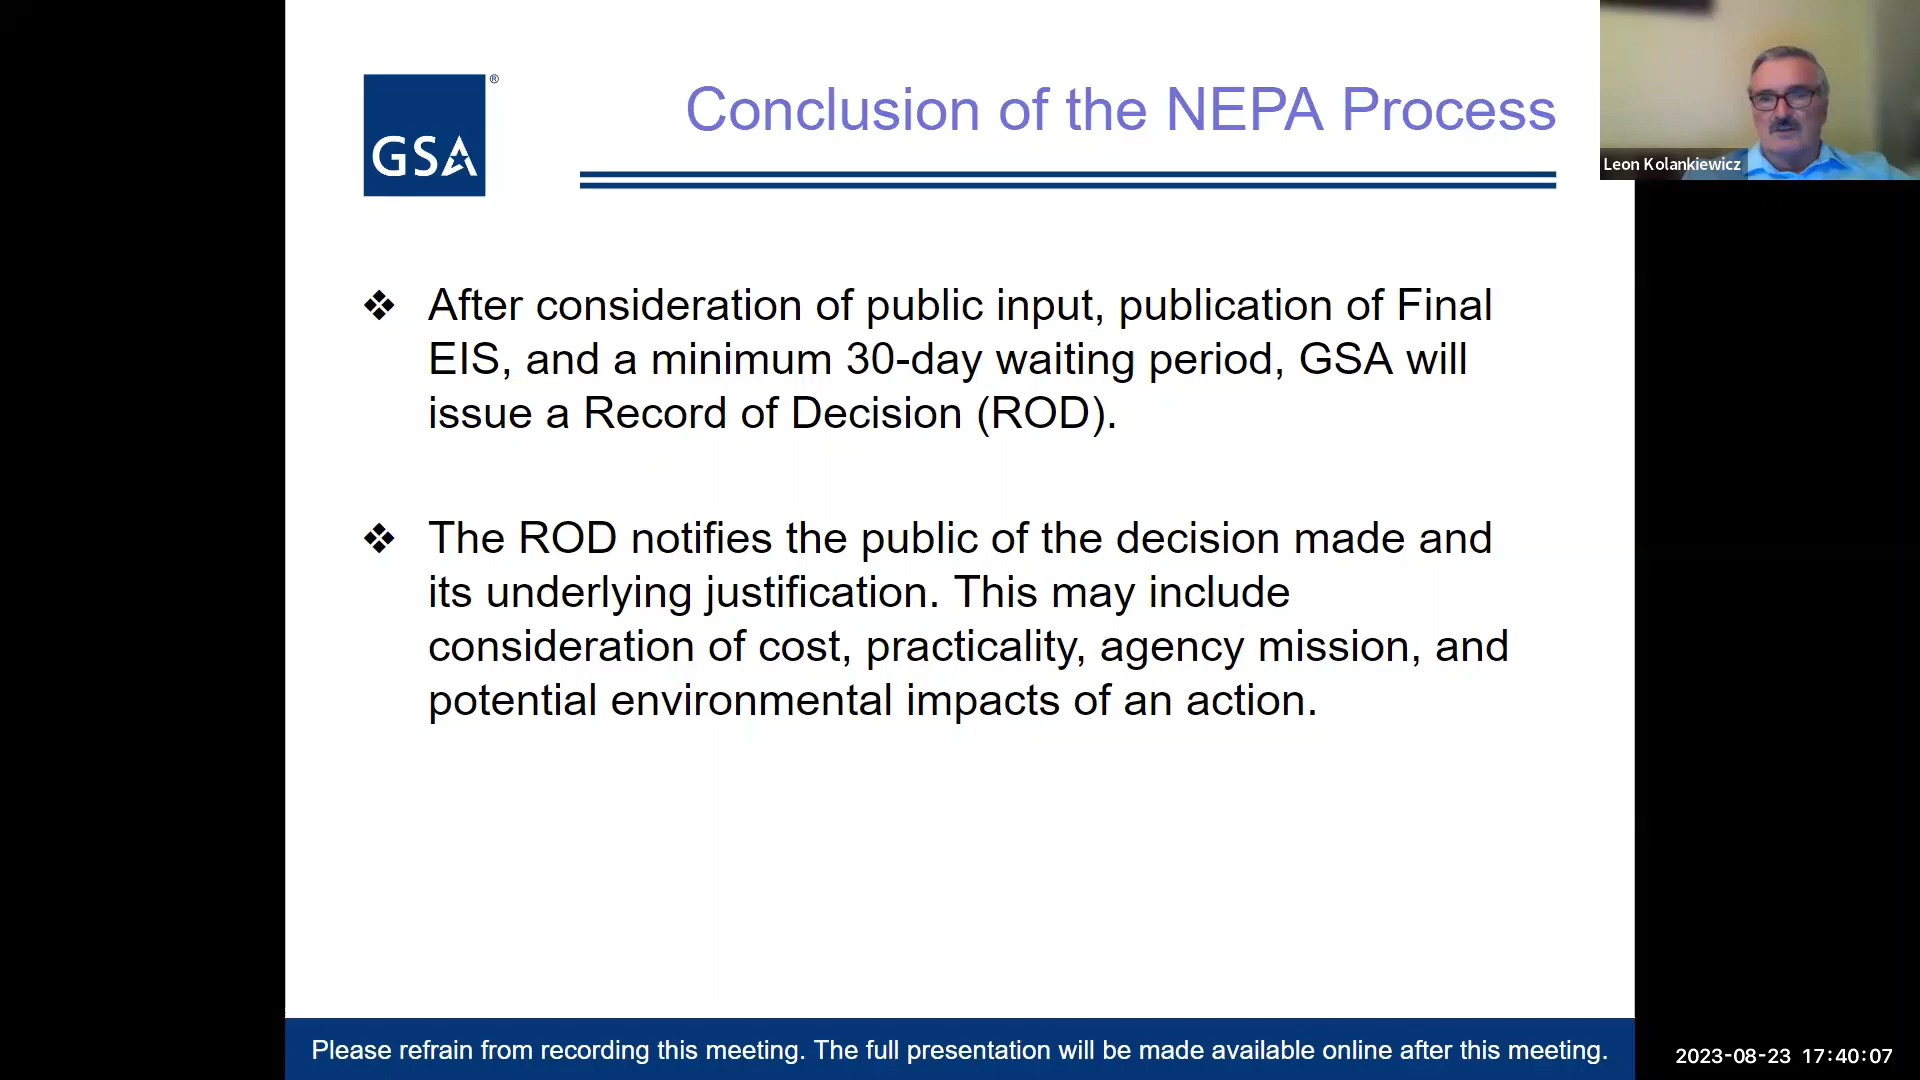 GSA
®
Conclusion of the NEPA Process
Leon Kolankiewicz
❖ After consideration of public input, publication of Final
EIS, and a minimum 30-day waiting period, GSA will
issue a Record of Decision (ROD).
❖ The ROD notifies the public of the decision made and
its underlying justification. This may include
consideration of cost, practicality, agency mission, and
potential environmental impacts of an action.
Please refrain from recording this meeting. The full presentation will be made available online after this meeting.
2023-08-23 17:40:07